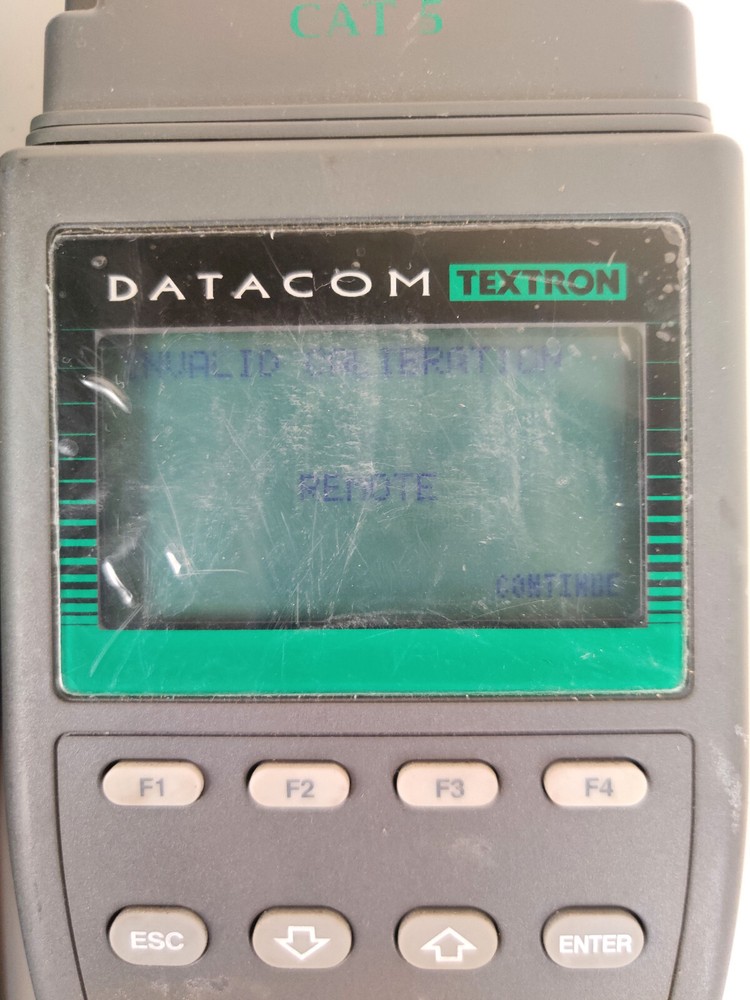 CAT 5
DATACOM TEXTRON
INVALID CALIBRATION
REMOTE
CONTINUE
F1 F2 F3 F4
ESC ENTER